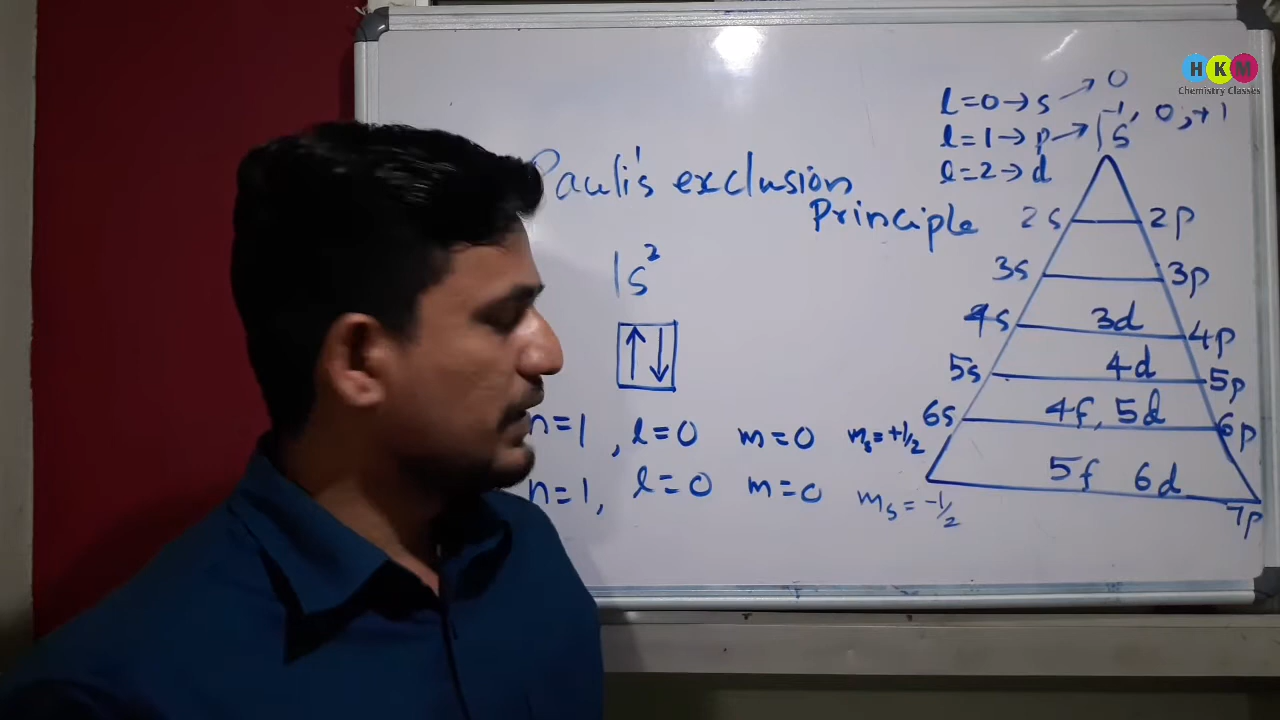 HKM
Chemistry Classes
l=0→s → 0
l=1→p → -1, 0, +1
l=2→d
Pauli's exclusion
Principle
1s²
↑↓
n=1, l=0 m=0 ms=+1/2
n=1, l=0 m=0 ms=-1/2
1s
2s 2p
3s 3p
4s 3d 4p
5s 4d 5p
6s 4f, 5d 6p
5f 6d 7p